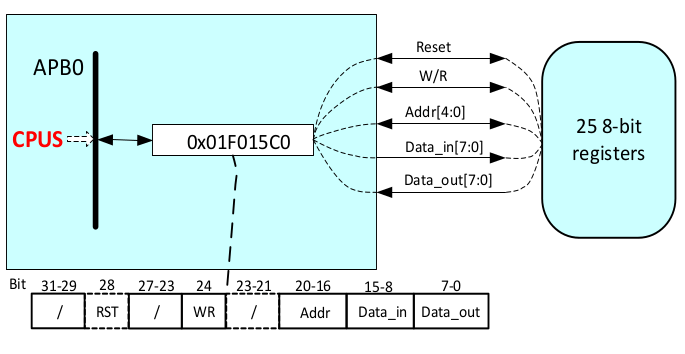 APB0
CPUS
0x01F015C0
Reset
W/R
Addr[4:0]
Data_in[7:0]
Data_out[7:0]
25 8-bit
registers
Bit 31-29 28 27-23 24 23-21 20-16 15-8 7-0
/ RST / WR / Addr Data_in Data_out